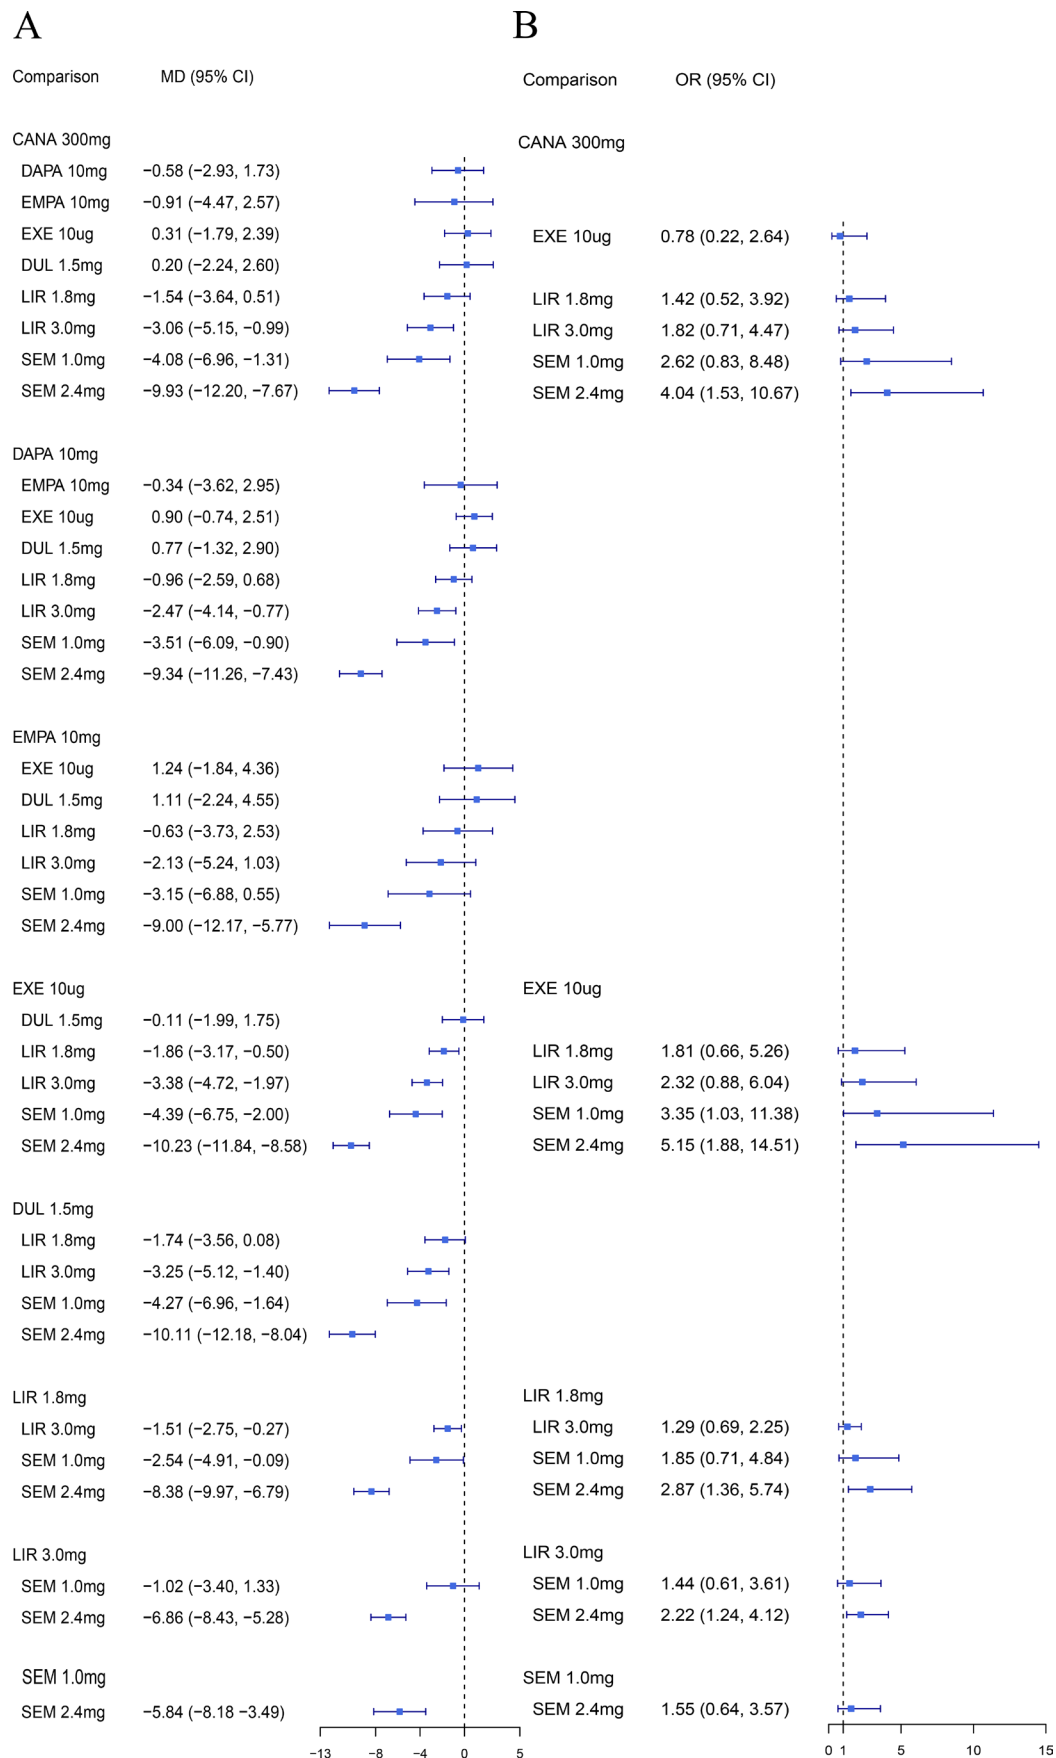 A
Comparison MD (95% CI)
CANA 300mg
DAPA 10mg −0.58 (−2.93, 1.73)
EMPA 10mg −0.91 (−4.47, 2.57)
EXE 10ug 0.31 (−1.79, 2.39)
DUL 1.5mg 0.20 (−2.24, 2.60)
LIR 1.8mg −1.54 (−3.64, 0.51)
LIR 3.0mg −3.06 (−5.15, −0.99)
SEM 1.0mg −4.08 (−6.96, −1.31)
SEM 2.4mg −9.93 (−12.20, −7.67)
DAPA 10mg
EMPA 10mg −0.34 (−3.62, 2.95)
EXE 10ug 0.90 (−0.74, 2.51)
DUL 1.5mg 0.77 (−1.32, 2.90)
LIR 1.8mg −0.96 (−2.59, 0.68)
LIR 3.0mg −2.47 (−4.14, −0.77)
SEM 1.0mg −3.51 (−6.09, −0.90)
SEM 2.4mg −9.34 (−11.26, −7.43)
EMPA 10mg
EXE 10ug 1.24 (−1.84, 4.36)
DUL 1.5mg 1.11 (−2.24, 4.55)
LIR 1.8mg −0.63 (−3.73, 2.53)
LIR 3.0mg −2.13 (−5.24, 1.03)
SEM 1.0mg −3.15 (−6.88, 0.55)
SEM 2.4mg −9.00 (−12.17, −5.77)
EXE 10ug
DUL 1.5mg −0.11 (−1.99, 1.75)
LIR 1.8mg −1.86 (−3.17, −0.50)
LIR 3.0mg −3.38 (−4.72, −1.97)
SEM 1.0mg −4.39 (−6.75, −2.00)
SEM 2.4mg −10.23 (−11.84, −8.58)
DUL 1.5mg
LIR 1.8mg −1.74 (−3.56, 0.08)
LIR 3.0mg −3.25 (−5.12, −1.40)
SEM 1.0mg −4.27 (−6.96, −1.64)
SEM 2.4mg −10.11 (−12.18, −8.04)
LIR 1.8mg
LIR 3.0mg −1.51 (−2.75, −0.27)
SEM 1.0mg −2.54 (−4.91, −0.09)
SEM 2.4mg −8.38 (−9.97, −6.79)
LIR 3.0mg
SEM 1.0mg −1.02 (−3.40, 1.33)
SEM 2.4mg −6.86 (−8.43, −5.28)
SEM 1.0mg
SEM 2.4mg −5.84 (−8.18 −3.49)
−13 −8 −4 0 5
B
Comparison OR (95% CI)
CANA 300mg
EXE 10ug 0.78 (0.22, 2.64)
LIR 1.8mg 1.42 (0.52, 3.92)
LIR 3.0mg 1.82 (0.71, 4.47)
SEM 1.0mg 2.62 (0.83, 8.48)
SEM 2.4mg 4.04 (1.53, 10.67)
EXE 10ug
LIR 1.8mg 1.81 (0.66, 5.26)
LIR 3.0mg 2.32 (0.88, 6.04)
SEM 1.0mg 3.35 (1.03, 11.38)
SEM 2.4mg 5.15 (1.88, 14.51)
LIR 1.8mg
LIR 3.0mg 1.29 (0.69, 2.25)
SEM 1.0mg 1.85 (0.71, 4.84)
SEM 2.4mg 2.87 (1.36, 5.74)
LIR 3.0mg
SEM 1.0mg 1.44 (0.61, 3.61)
SEM 2.4mg 2.22 (1.24, 4.12)
SEM 1.0mg
SEM 2.4mg 1.55 (0.64, 3.57)
0 1 5 10 15